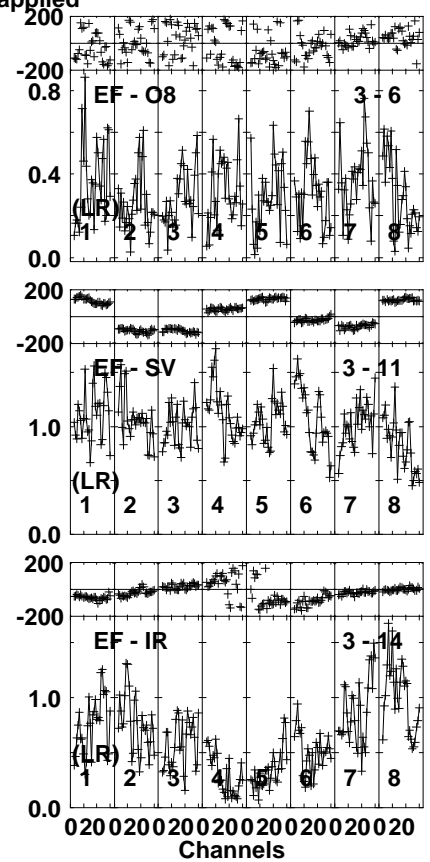 applied
200
-200
EF - O8 3 - 6
0.8
0.4
(LR)
1 2 3 4 5 6 7 8
0.0
200
-200
EF - SV 3 - 11
1.0
(LR)
1 2 3 4 5 6 7 8
0.0
200
-200
EF - IR 3 - 14
1.0
(LR)
1 2 3 4 5 6 7 8
0.0
020020020020020020020020
Channels